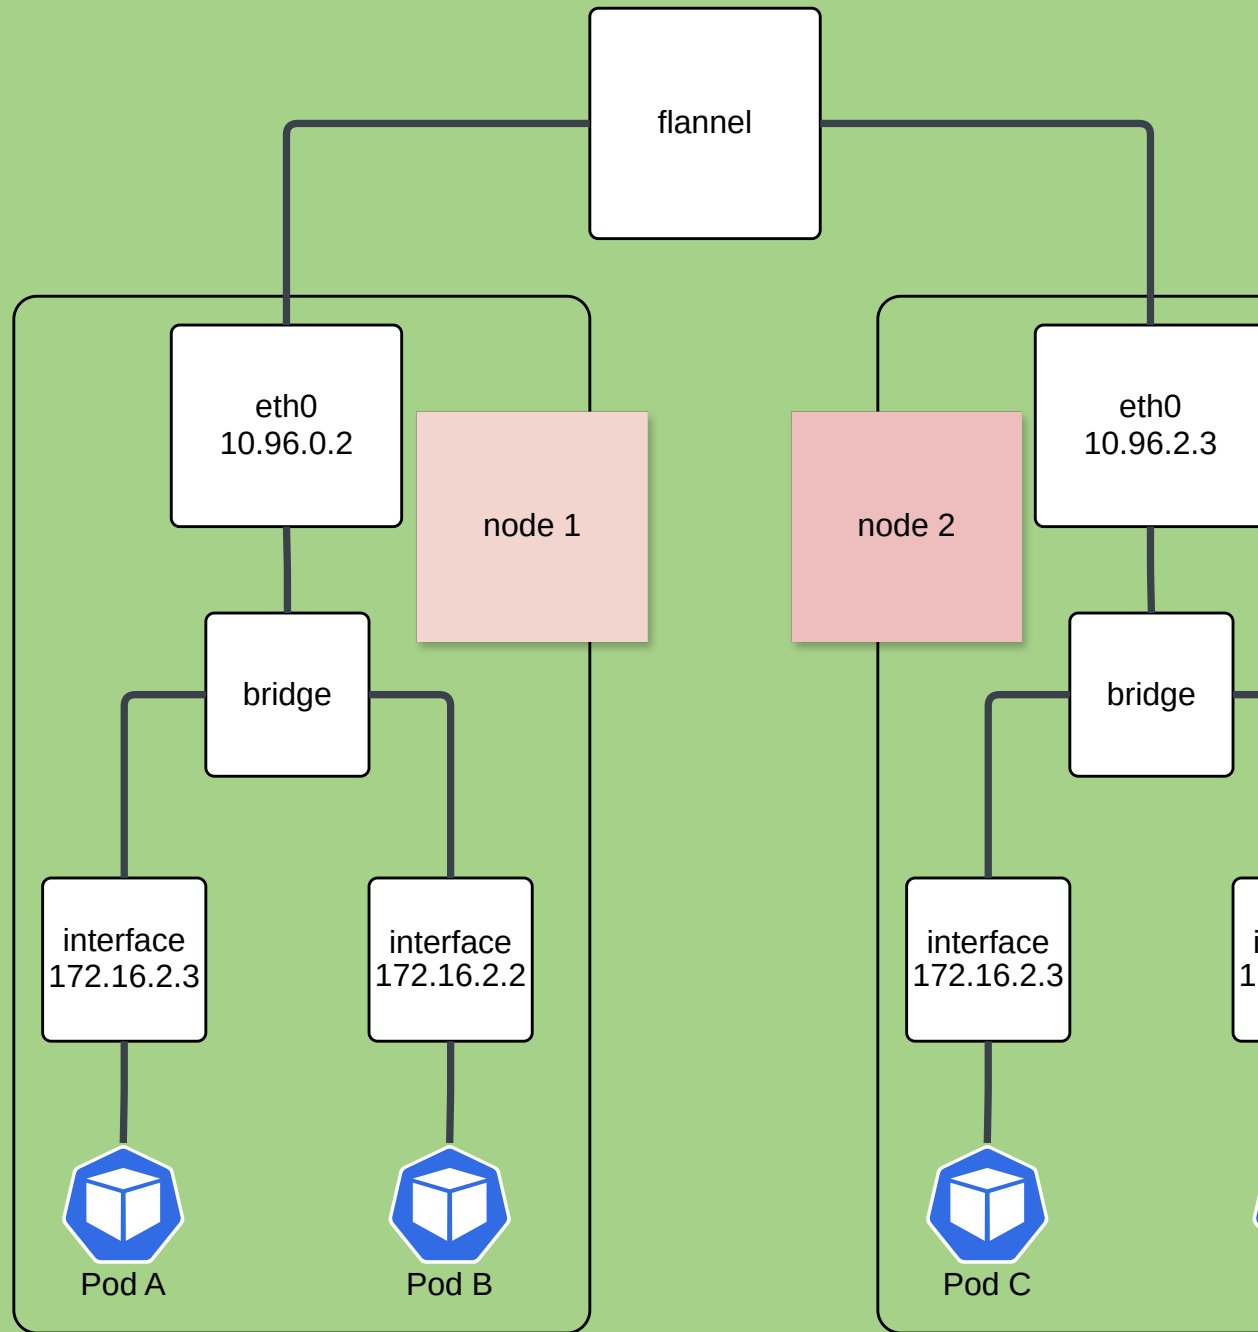 flannel
eth0
10.96.0.2
node 1
bridge
interface
172.16.2.3
interface
172.16.2.2
Pod A
Pod B
node 2
eth0
10.96.2.3
bridge
interface
172.16.2.3
Pod C